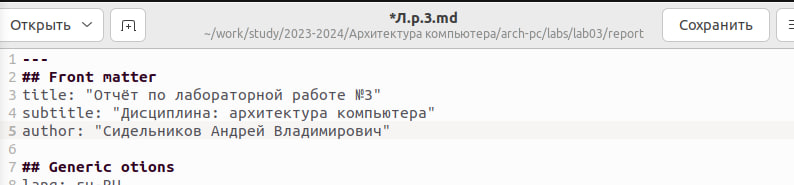 Открыть
*Л.р.3.md
~/work/study/2023-2024/Архитектура компьютера/arch-pc/labs/lab03/report
Сохранить
1 ---
2 ## Front matter
3 title: "Отчёт по лабораторной работе №3"
4 subtitle: "Дисциплина: архитектура компьютера"
5 author: "Сидельников Андрей Владимирович"
6
7 ## Generic otions
8 lang: ru-RU